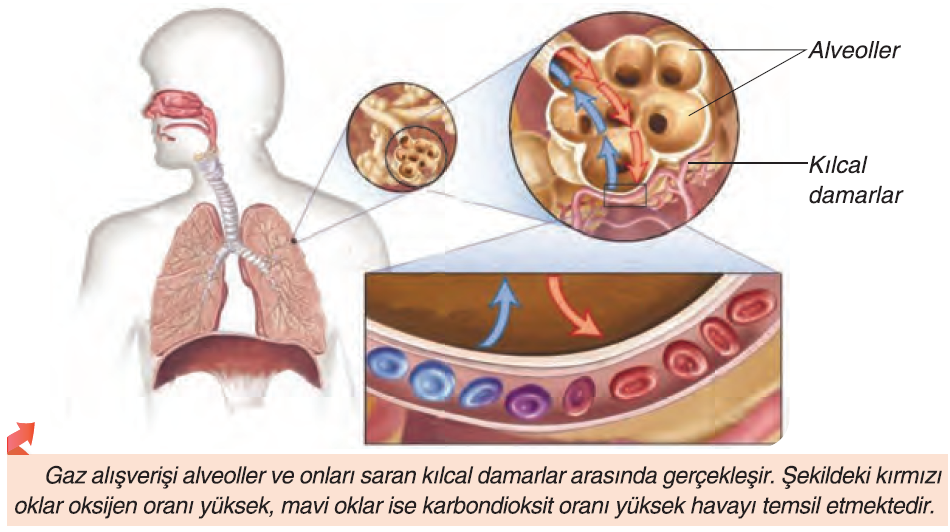 Alveoller
Kılcal
damarlar
Gaz alışverişi alveoller ve onları saran kılcal damarlar arasında gerçekleşir. Şekildeki kırmızı
oklar oksijen oranı yüksek, mavi oklar ise karbondioksit oranı yüksek havayı temsil etmektedir.